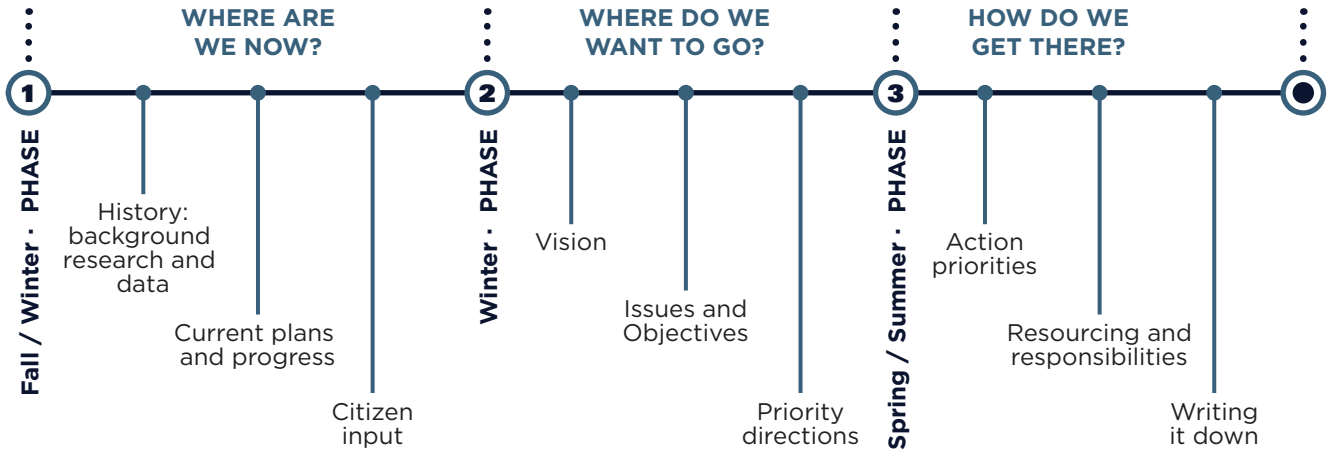 WHERE ARE
WE NOW?
WHERE DO WE
WANT TO GO?
HOW DO WE
GET THERE?
1
2
3
Fall / Winter · PHASE
History:
background
research and
data
Current plans
and progress
Citizen
input
Winter · PHASE
Vision
Issues and
Objectives
Priority
directions
Spring / Summer · PHASE
Action
priorities
Resourcing and
responsibilities
Writing
it down